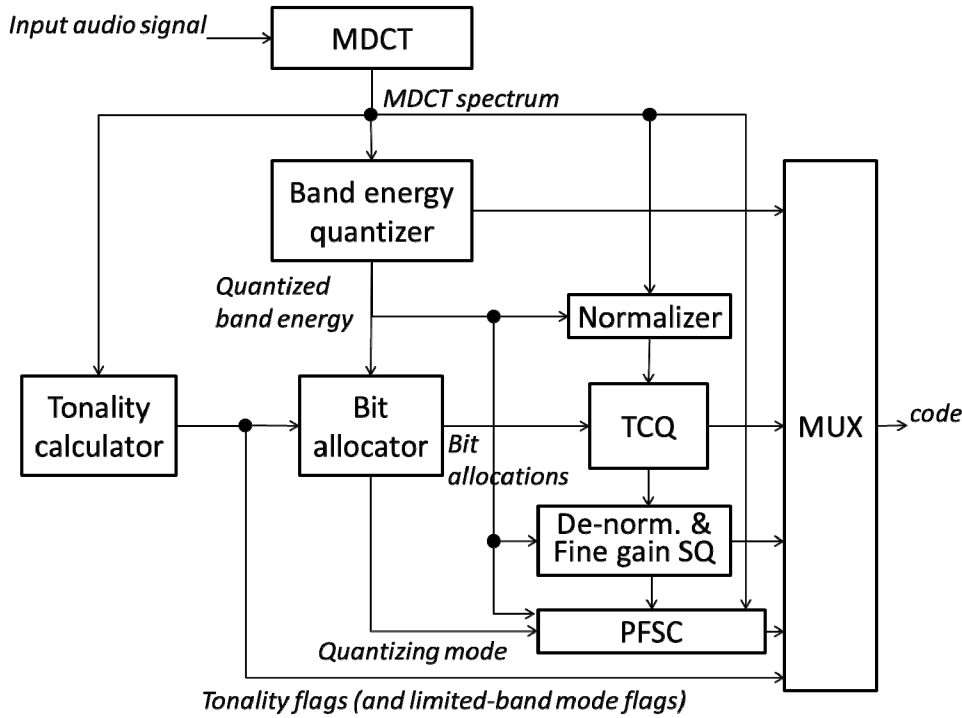 Input audio signal
MDCT
MDCT spectrum
Band energy
quantizer
Quantized
band energy
Normalizer
Tonality
calculator
Bit
allocator
Bit
allocations
TCQ
MUX
code
De-norm. &
Fine gain SQ
PFSC
Quantizing mode
Tonality flags (and limited-band mode flags)